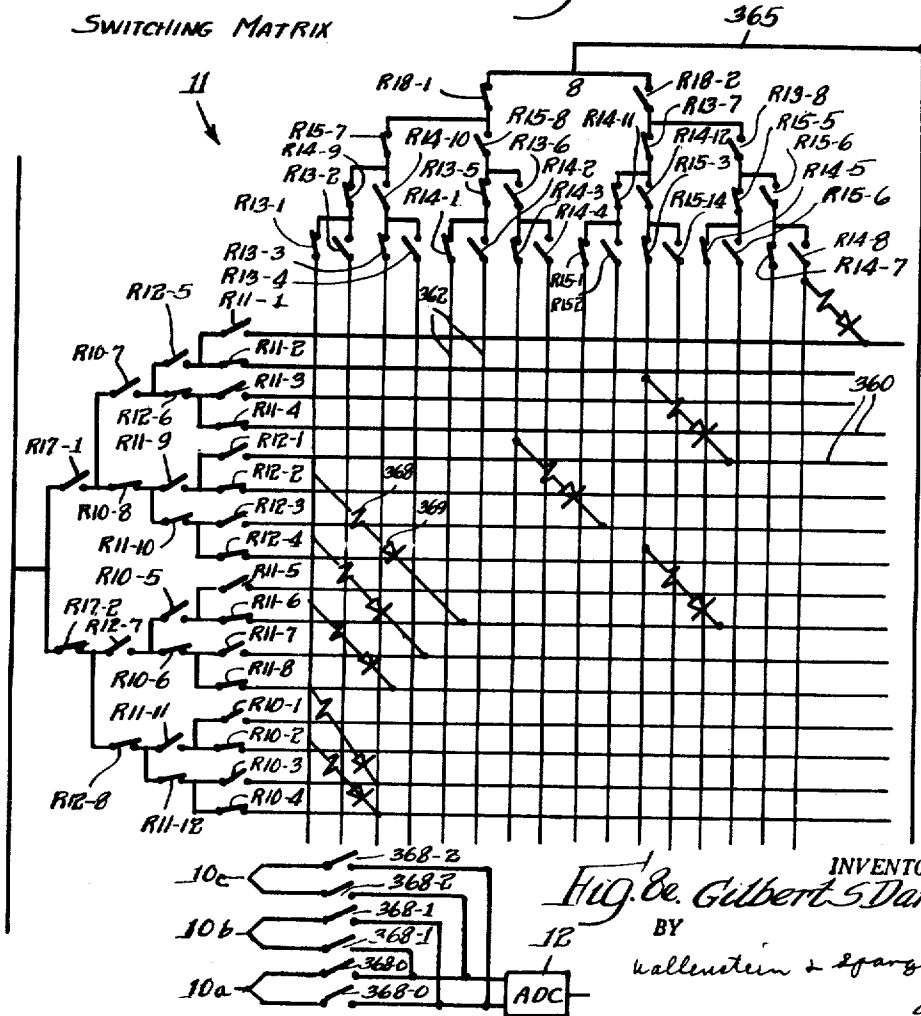 SWITCHING MATRIX
365
11
R18-1
8
R18-2
R13-7
R13-8
R15-7
R15-8
R14-11
R15-5
R14-9
R14-10
R13-6
R14-12
R15-6
R13-2
R13-5
R14-2
R15-3
R14-5
R13-1
R14-1
R14-3
R15-14
R15-6
R14-4
R13-3
R14-8
R13-4
R15-1
R14-7
R152
R12-5
R11-1
362
R10-7
R11-2
R11-3
360
R12-6
R11-4
R11-9
R12-1
R17-1
R12-2
368
R10-8
R12-3
369
R11-10
R12-4
R10-5
R11-5
R17-2
R11-6
R12-7
R11-7
R10-6
R11-8
R11-11
R10-1
R10-2
R10-3
R12-8
R10-4
R11-12
368-2
10c
368-2
INVENTO
Fig. 8e. Gilbert S Da
368-1
BY
10b
368-1
12
Wallenstein & Spang
368-0
10a
ADC
368-0